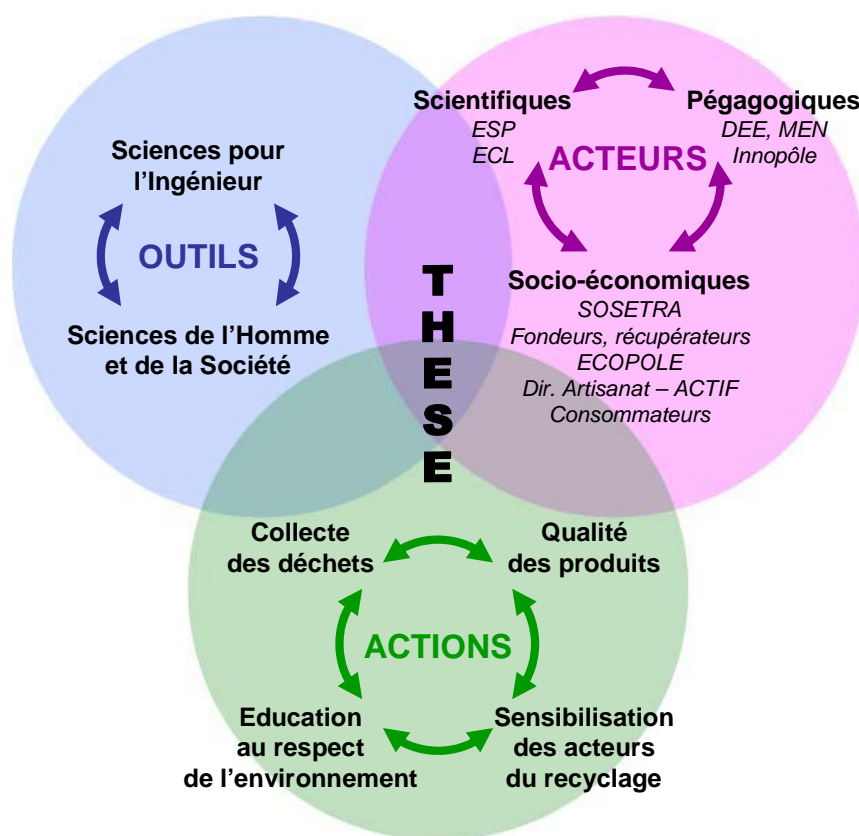 Scientifiques
ESP
ECL
Pégagogiques
DEE, MEN
Innopôle
ACTEURS
Sciences pour
l'Ingénieur
OUTILS
Sciences de l'Homme
et de la Société
Socio-économiques
SOSETRA
Fondeurs, récupérateurs
ECOPOLE
Dir. Artisanat – ACTIF
Consommateurs
THESE
Collecte
des déchets
Qualité
des produits
ACTIONS
Education
au respect
de l'environnement
Sensibilisation
des acteurs
du recyclage